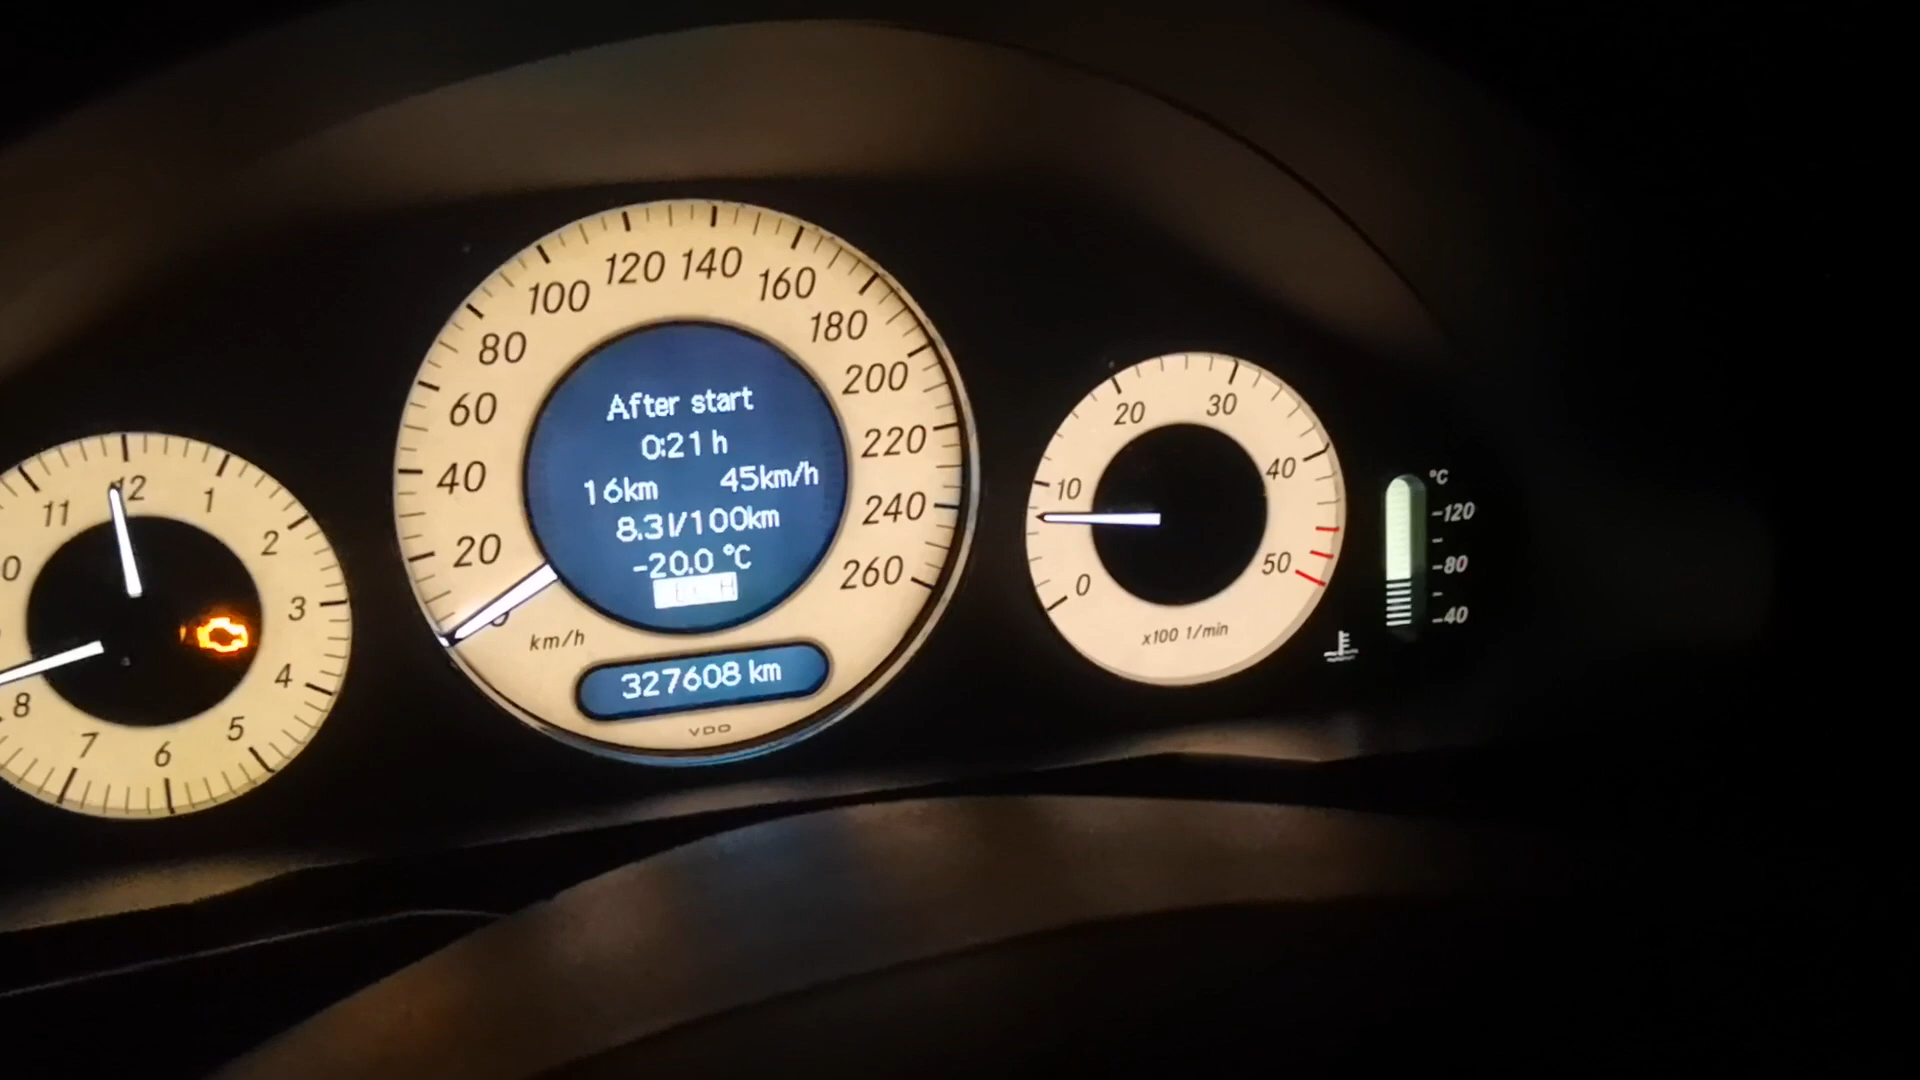 120 140
100 160
80 180
60 200
40 220
20 240
260
km/h
After start
0:21 h
16km 45km/h
8.3l/100km
-20.0 °C
327608 km
VDO
11 12 1
2
3
4
5
6
7
8
0
10 20 30 40 50
x100 1/min
°C
120
80
40